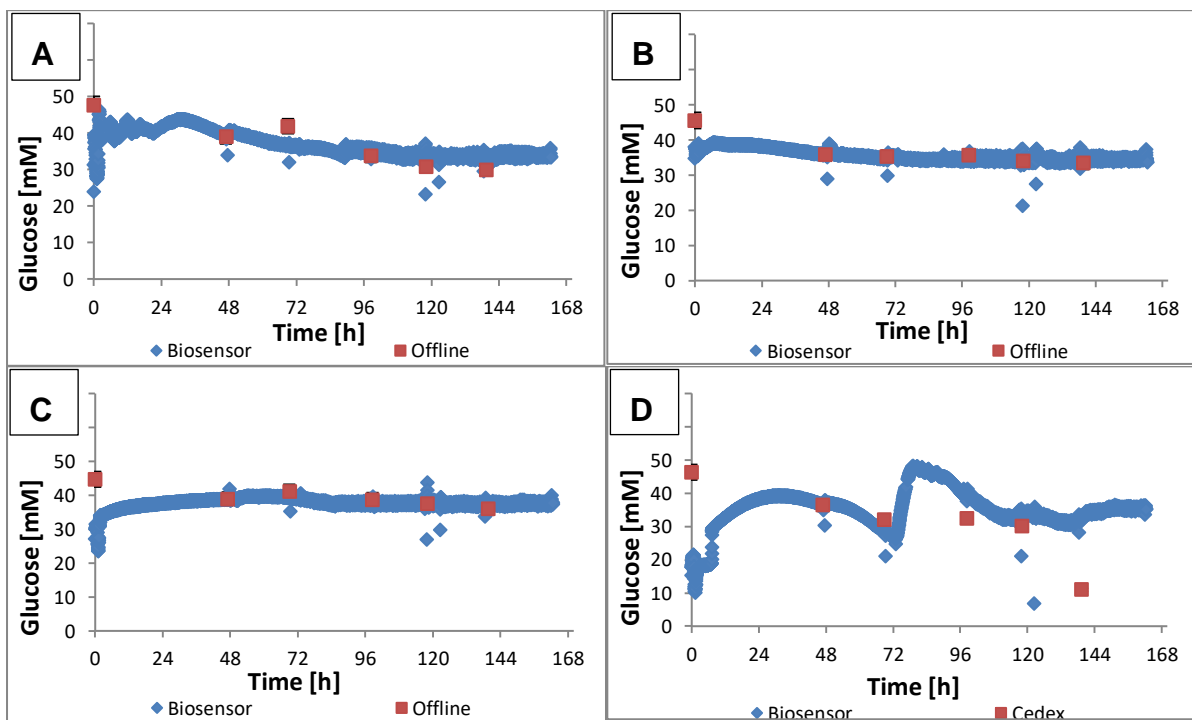 A
Glucose [mM]
50
40
30
20
10
0
0 24 48 72 96 120 144 168
Time [h]
Biosensor Offline
B
Glucose [mM]
50
40
30
20
10
0
0 24 48 72 96 120 144 168
Time [h]
Biosensor Offline
C
Glucose [mM]
50
40
30
20
10
0
0 24 48 72 96 120 144 168
Time [h]
Biosensor Offline
D
Glucose [mM]
50
40
30
20
10
0
0 24 48 72 96 120 144 168
Time [h]
Biosensor Cedex